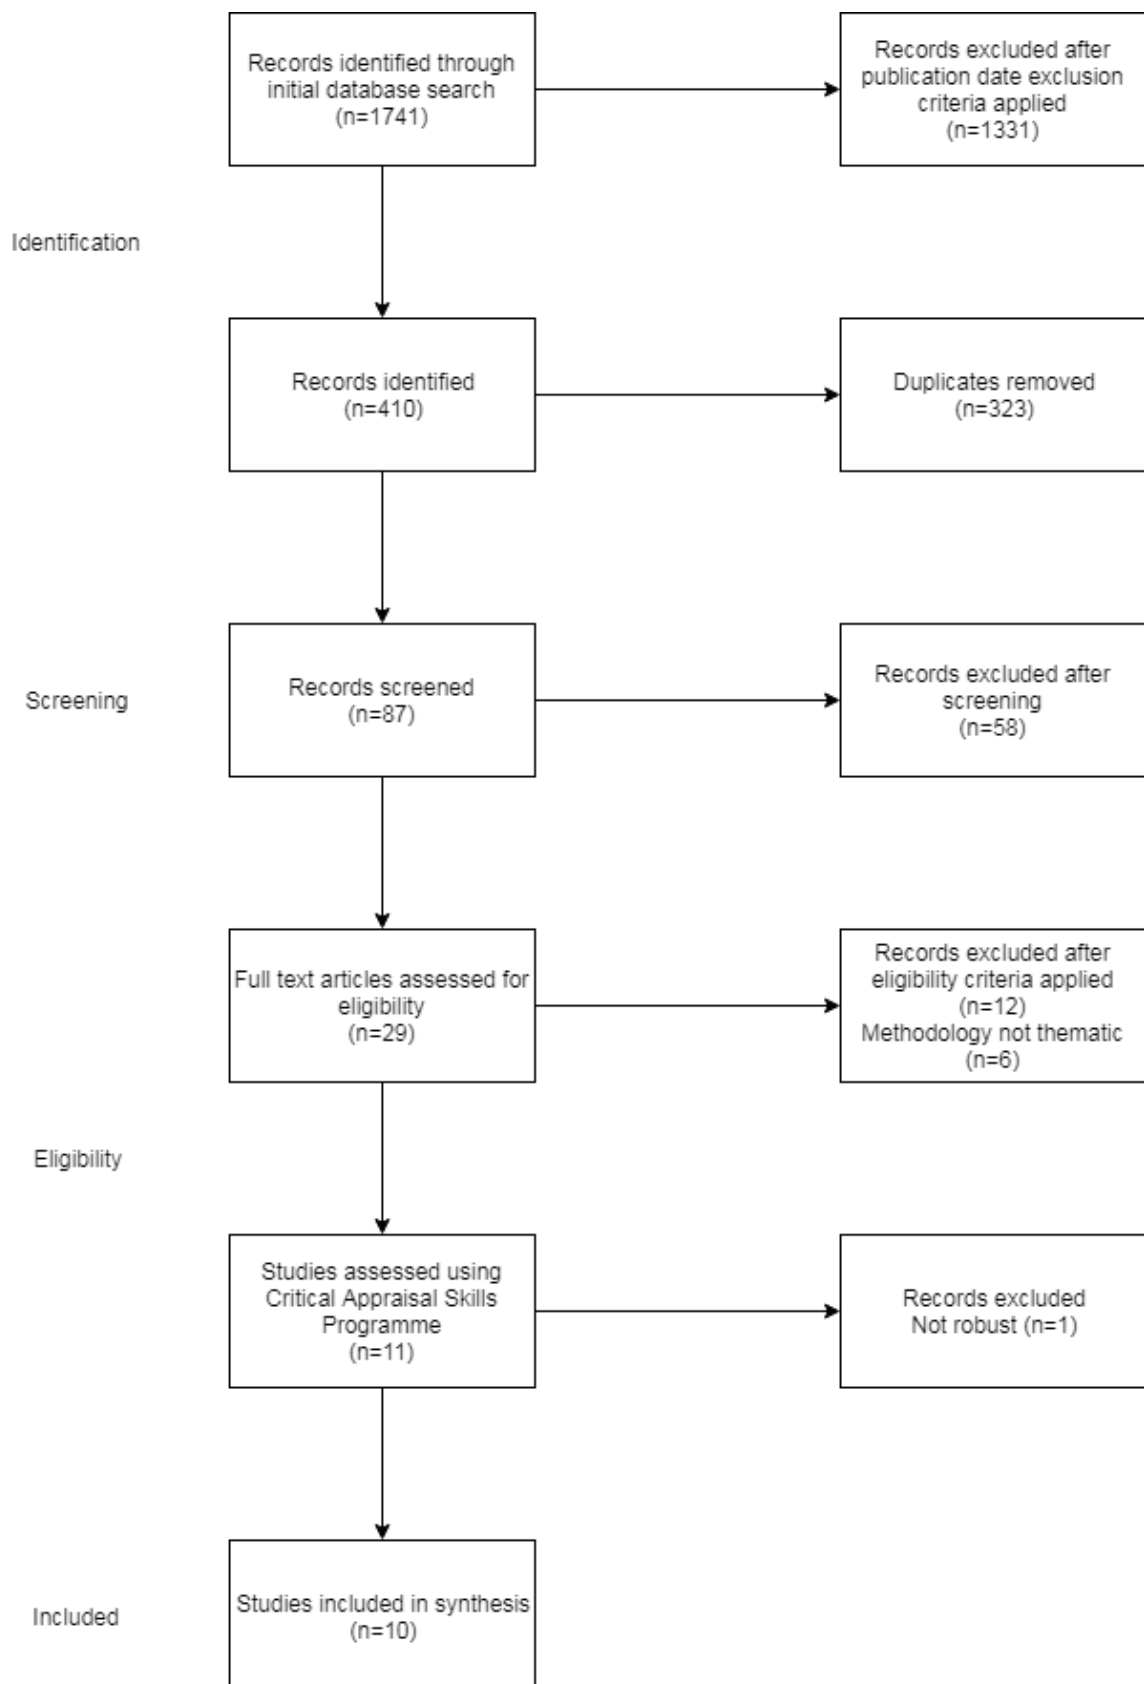 Records identified through
initial database search
(n=1741)
Records excluded after
publication date exclusion
criteria applied
(n=1331)
Identification
Records identified
(n=410)
Duplicates removed
(n=323)
Screening
Records screened
(n=87)
Records excluded after
screening
(n=58)
Full text articles assessed for
eligibility
(n=29)
Records excluded after
eligibility criteria applied
(n=12)
Methodology not thematic
(n=6)
Eligibility
Studies assessed using
Critical Appraisal Skills
Programme
(n=11)
Records excluded
Not robust (n=1)
Included
Studies included in synthesis
(n=10)